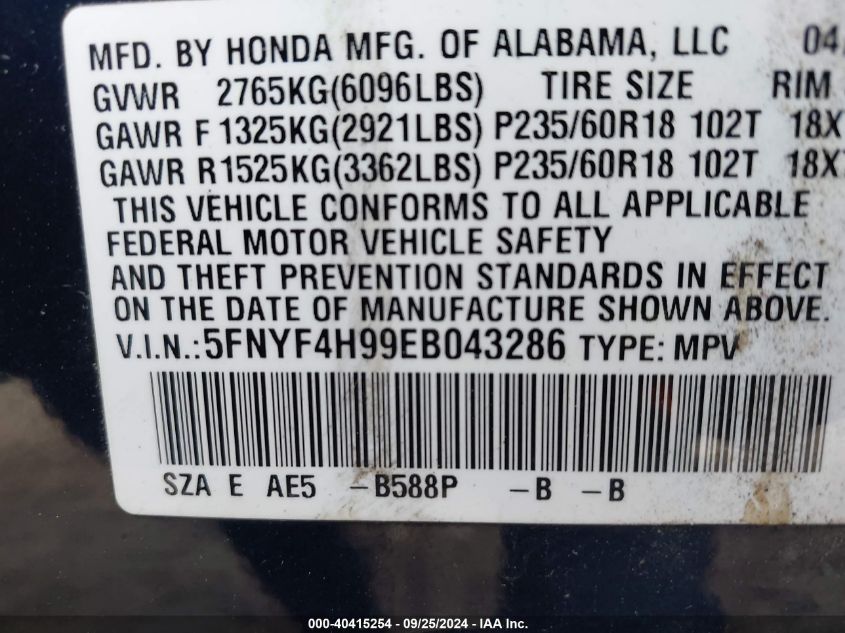 MFD. BY HONDA MFG. OF ALABAMA, LLC 04
GVWR 2765KG(6096LBS) TIRE SIZE RIM
GAWR F 1325KG(2921LBS) P235/60R18 102T 18X
GAWR R 1525KG(3362LBS) P235/60R18 102T 18X
THIS VEHICLE CONFORMS TO ALL APPLICABLE
FEDERAL MOTOR VEHICLE SAFETY
AND THEFT PREVENTION STANDARDS IN EFFECT
ON THE DATE OF MANUFACTURE SHOWN ABOVE.
V.I.N.: 5FNYF4H99EB043286 TYPE: MPV
SZA E AE5 -B588P -B -B
000-40415254 - 09/25/2024 - IAAI Inc.